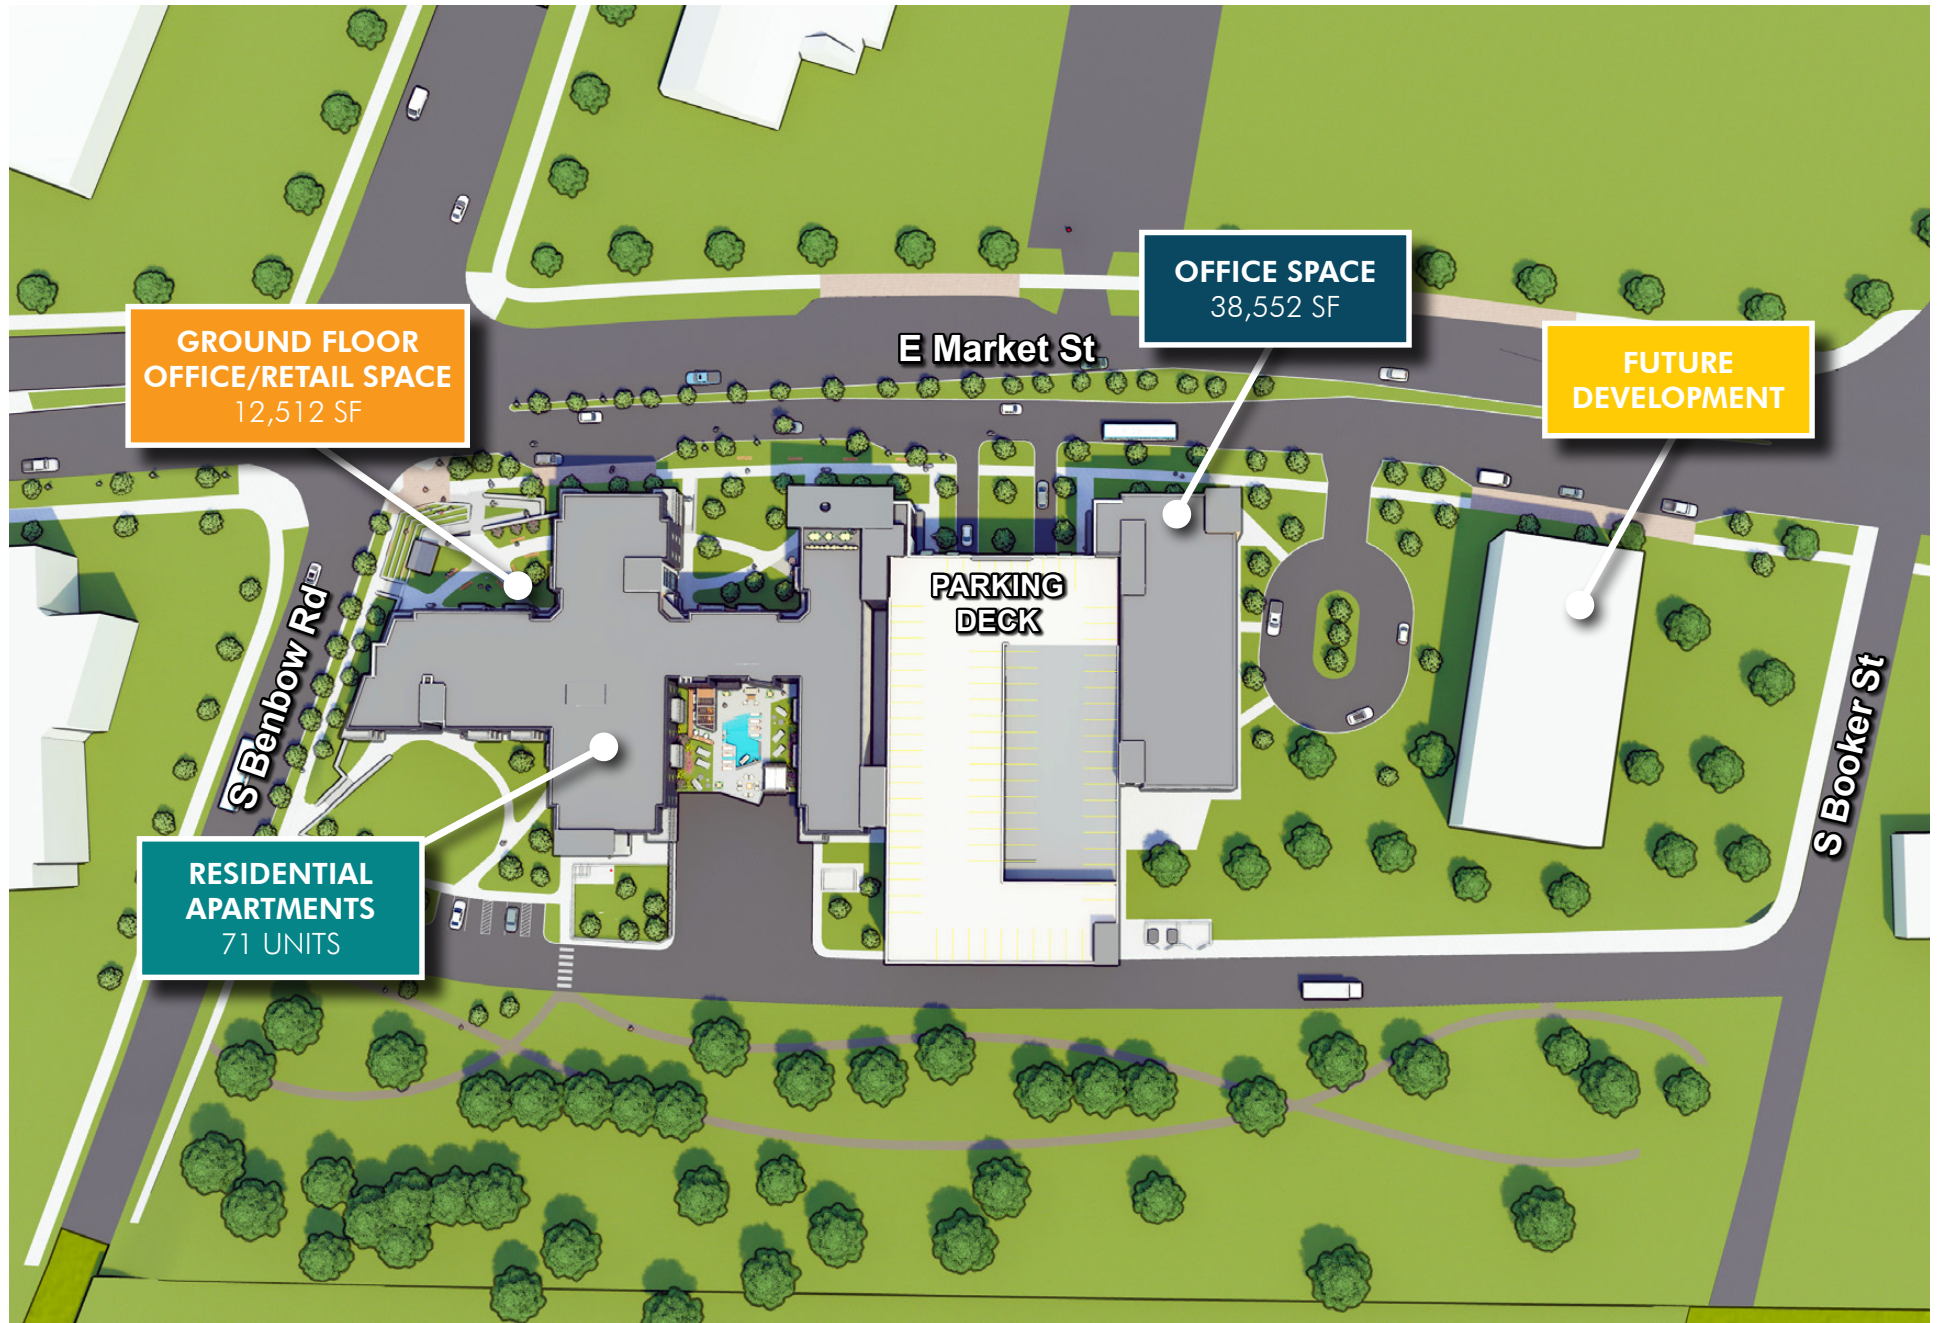 OFFICE SPACE
38,552 SF
GROUND FLOOR
OFFICE/RETAIL SPACE
12,512 SF
E Market St
FUTURE
DEVELOPMENT
PARKING
DECK
S Benbow Rd
S Booker St
RESIDENTIAL
APARTMENTS
71 UNITS